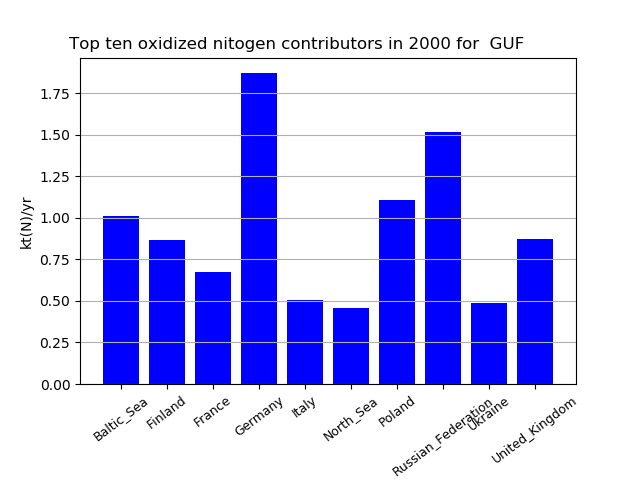 Top ten oxidized nitogen contributors in 2000 for  GUF
kt(N)/yr
1.75
1.50
1.25
1.00
0.75
0.50
0.25
0.00
Baltic_Sea
Finland
France
Germany
Italy
North_Sea
Poland
Russian_Federation
Ukraine
United_Kingdom